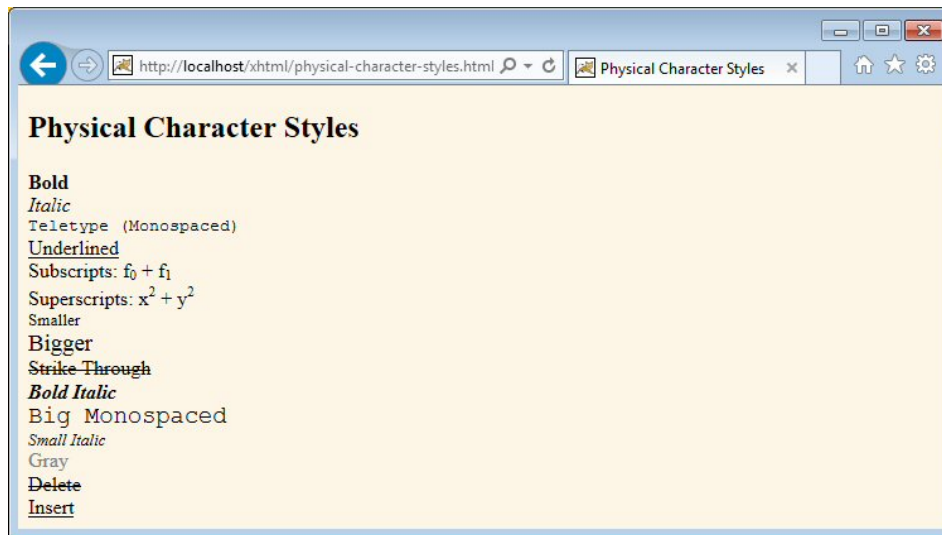 http://localhost/xhtml/physical-character-styles.html
Physical Character Styles
Physical Character Styles
Bold
Italic
Teletype (Monospaced)
Underlined
Subscripts: f₀ + f₁
Superscripts: x² + y²
Smaller
Bigger
Strike Through
Bold Italic
Big Monospaced
Small Italic
Gray
Delete
Insert